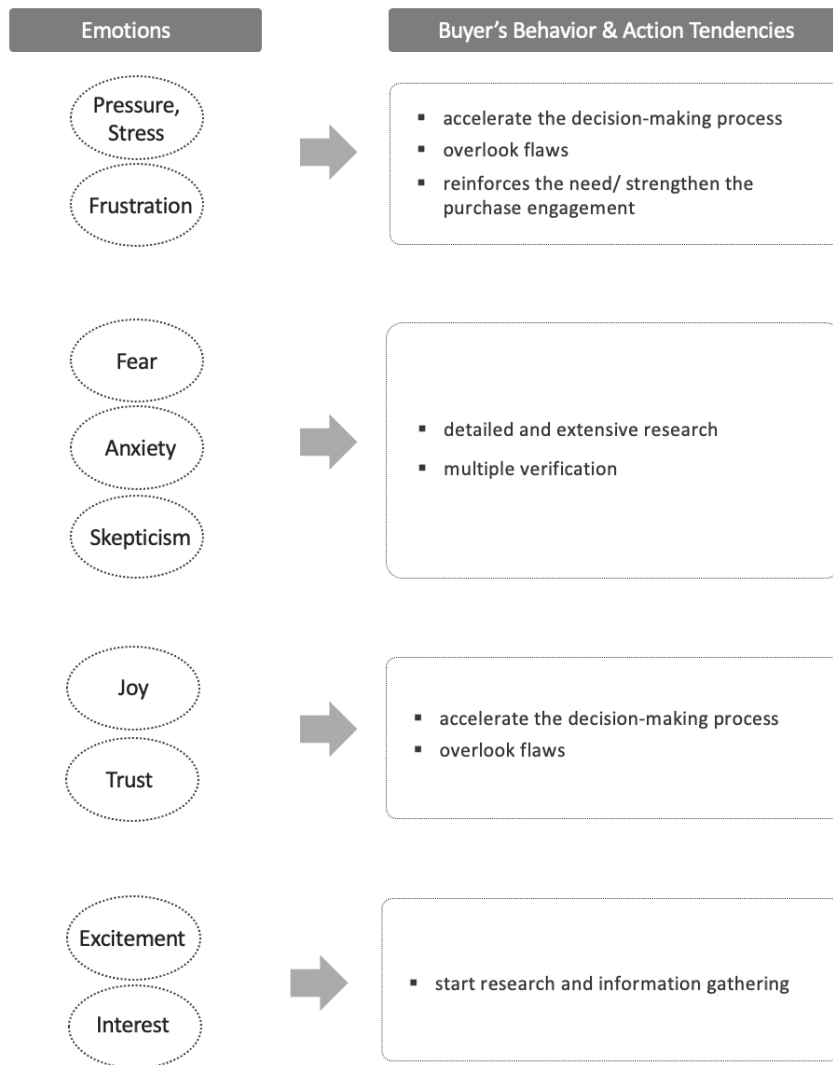 Emotions
Buyer’s Behavior & Action Tendencies
Pressure,
Stress
Frustration
▪ accelerate the decision-making process
▪ overlook flaws
▪ reinforces the need/ strengthen the
purchase engagement
Fear
Anxiety
Skepticism
▪ detailed and extensive research
▪ multiple verification
Joy
Trust
▪ accelerate the decision-making process
▪ overlook flaws
Excitement
Interest
▪ start research and information gathering